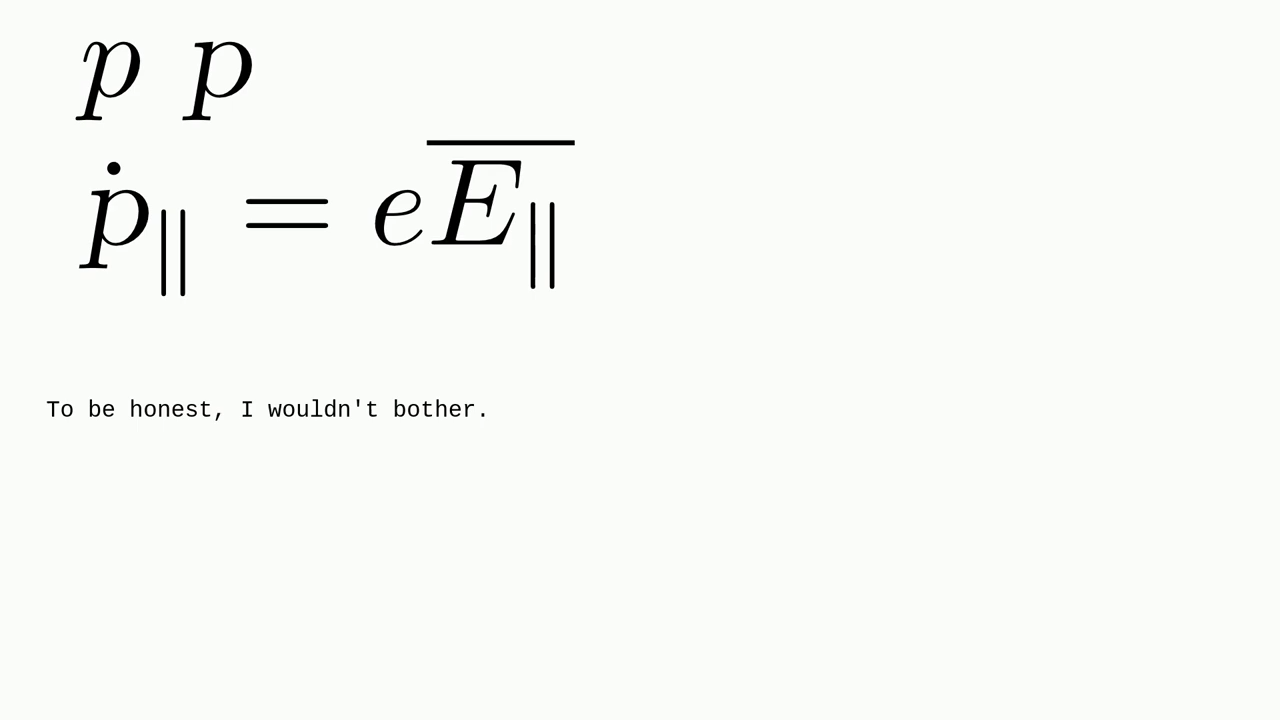 p p
ṗ∥ = eE̅∥
To be honest, I wouldn't bother.